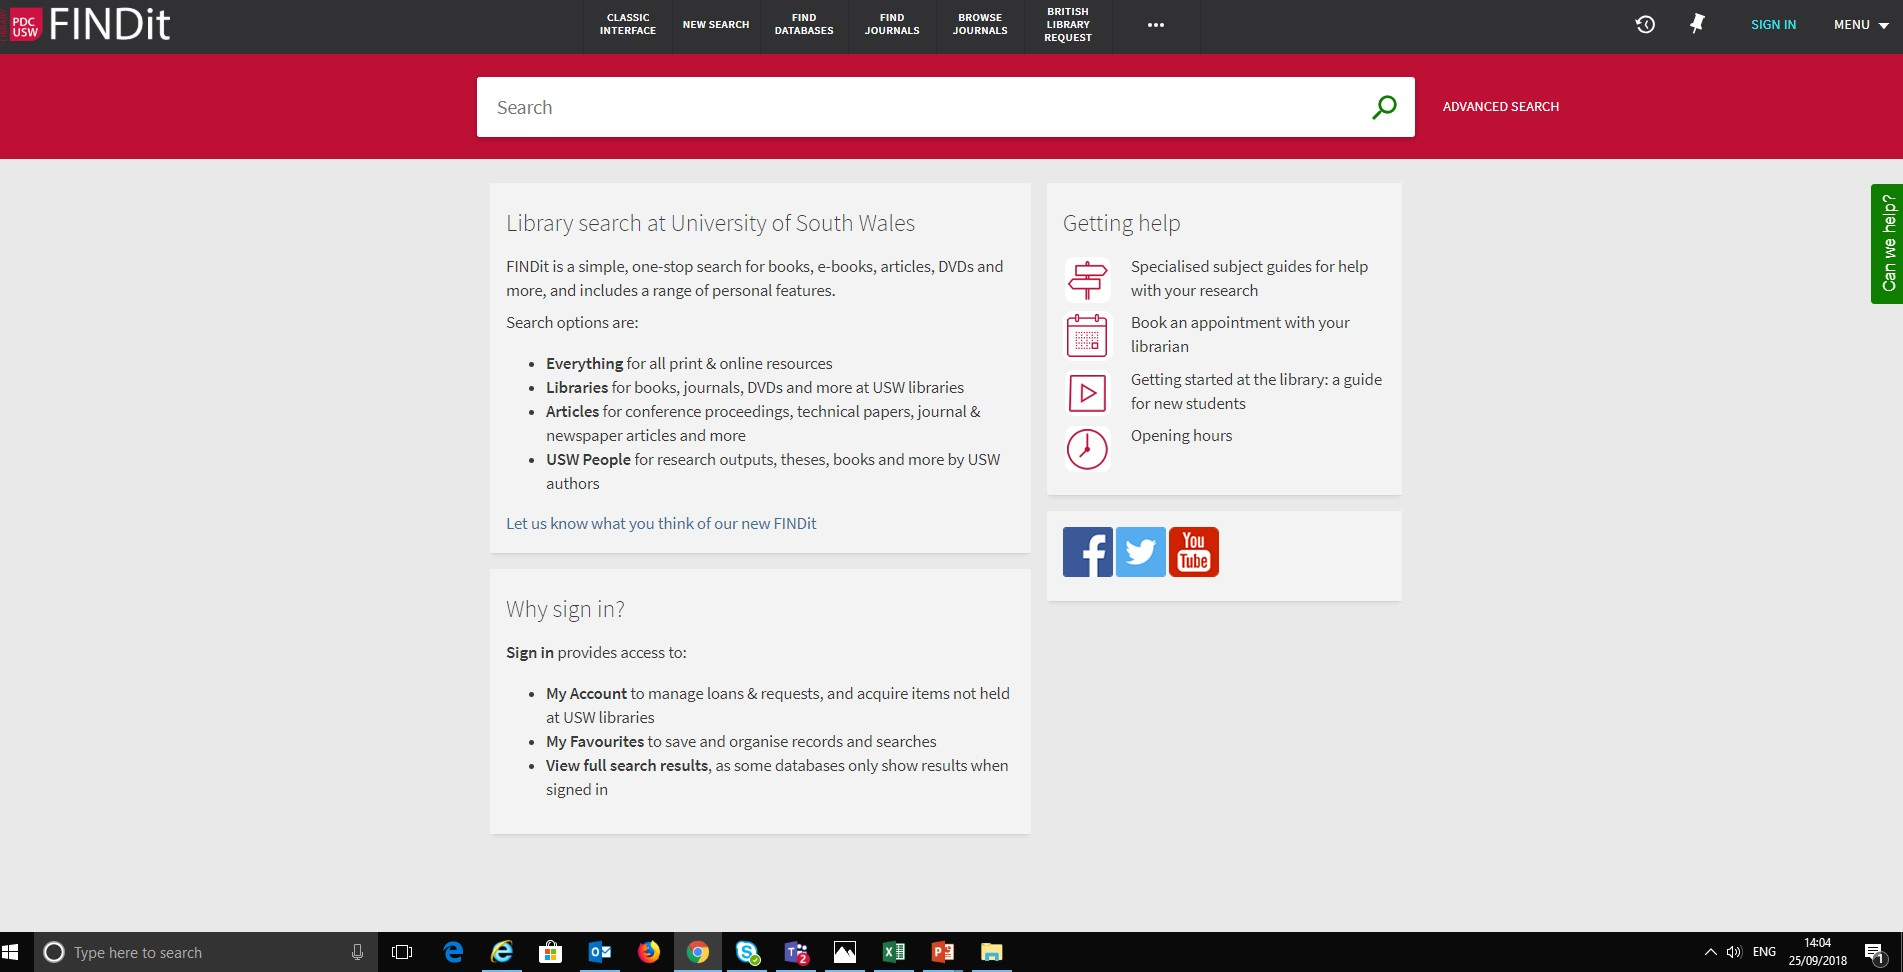 PDC
USW
FINDit
CLASSIC
INTERFACE
NEW SEARCH
FIND
DATABASES
FIND
JOURNALS
BROWSE
JOURNALS
BRITISH
LIBRARY
REQUEST
•••
SIGN IN
MENU
Search
ADVANCED SEARCH
Can we help?
Library search at University of South Wales
FINDit is a simple, one-stop search for books, e-books, articles, DVDs and
more, and includes a range of personal features.
Search options are:
• Everything for all print & online resources
• Libraries for books, journals, DVDs and more at USW libraries
• Articles for conference proceedings, technical papers, journal &
newspaper articles and more
• USW People for research outputs, theses, books and more by USW
authors
Let us know what you think of our new FINDit
Why sign in?
Sign in provides access to:
• My Account to manage loans & requests, and acquire items not held
at USW libraries
• My Favourites to save and organise records and searches
• View full search results, as some databases only show results when
signed in
Getting help
Specialised subject guides for help
with your research
Book an appointment with your
librarian
Getting started at the library: a guide
for new students
Opening hours
You
Tube
Type here to search
ENG
14:04
25/09/2018
1